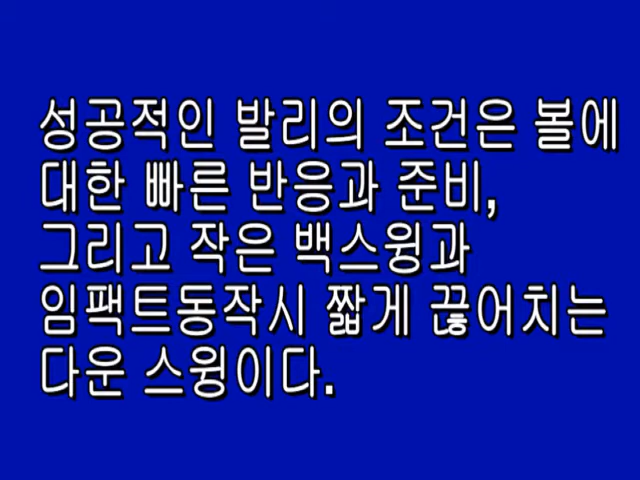 성공적인 발리의 조건은 볼에
대한 빠른 반응과 준비,
그리고 작은 백스윙과
임팩트동작시 짧게 끊어치는
다운 스윙이다.